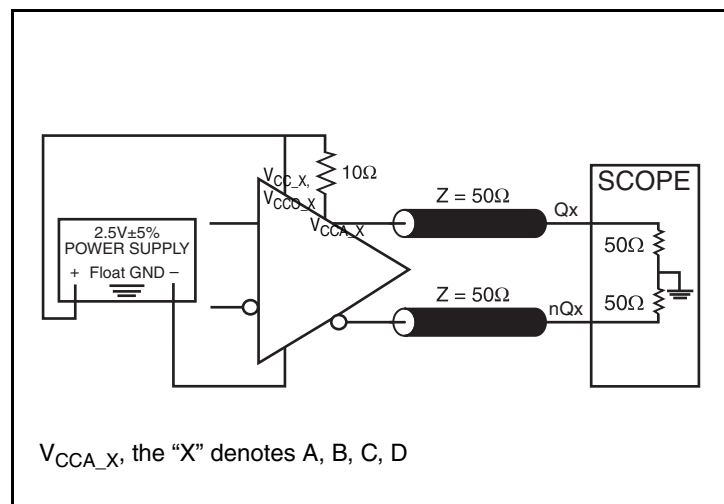 V_CC_X,
V_CCO_X
10Ω
V_CCA_X
2.5V±5%
POWER SUPPLY
+ Float GND −
Z = 50Ω
Qx
Z = 50Ω
nQx
SCOPE
50Ω
50Ω
V_CCA_X, the “X” denotes A, B, C, D